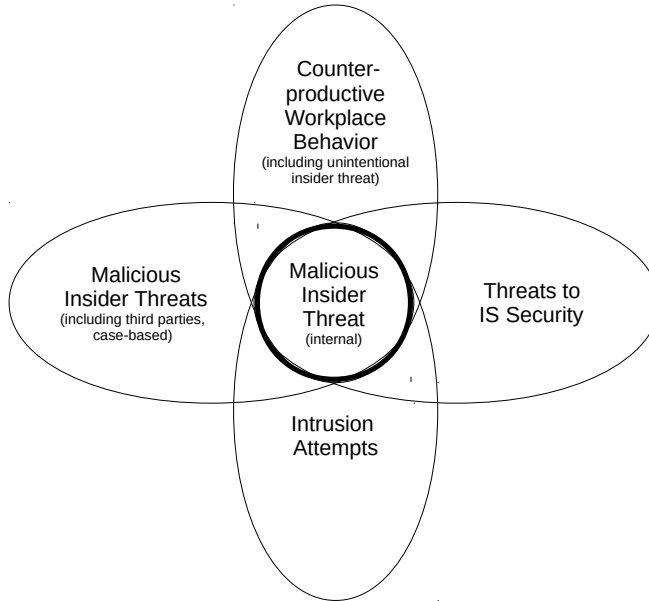 Counter-
productive
Workplace
Behavior
(including unintentional
insider threat)
Malicious
Insider Threats
(including third parties,
case-based)
Malicious
Insider
Threat
(internal)
Threats to
IS Security
Intrusion
Attempts